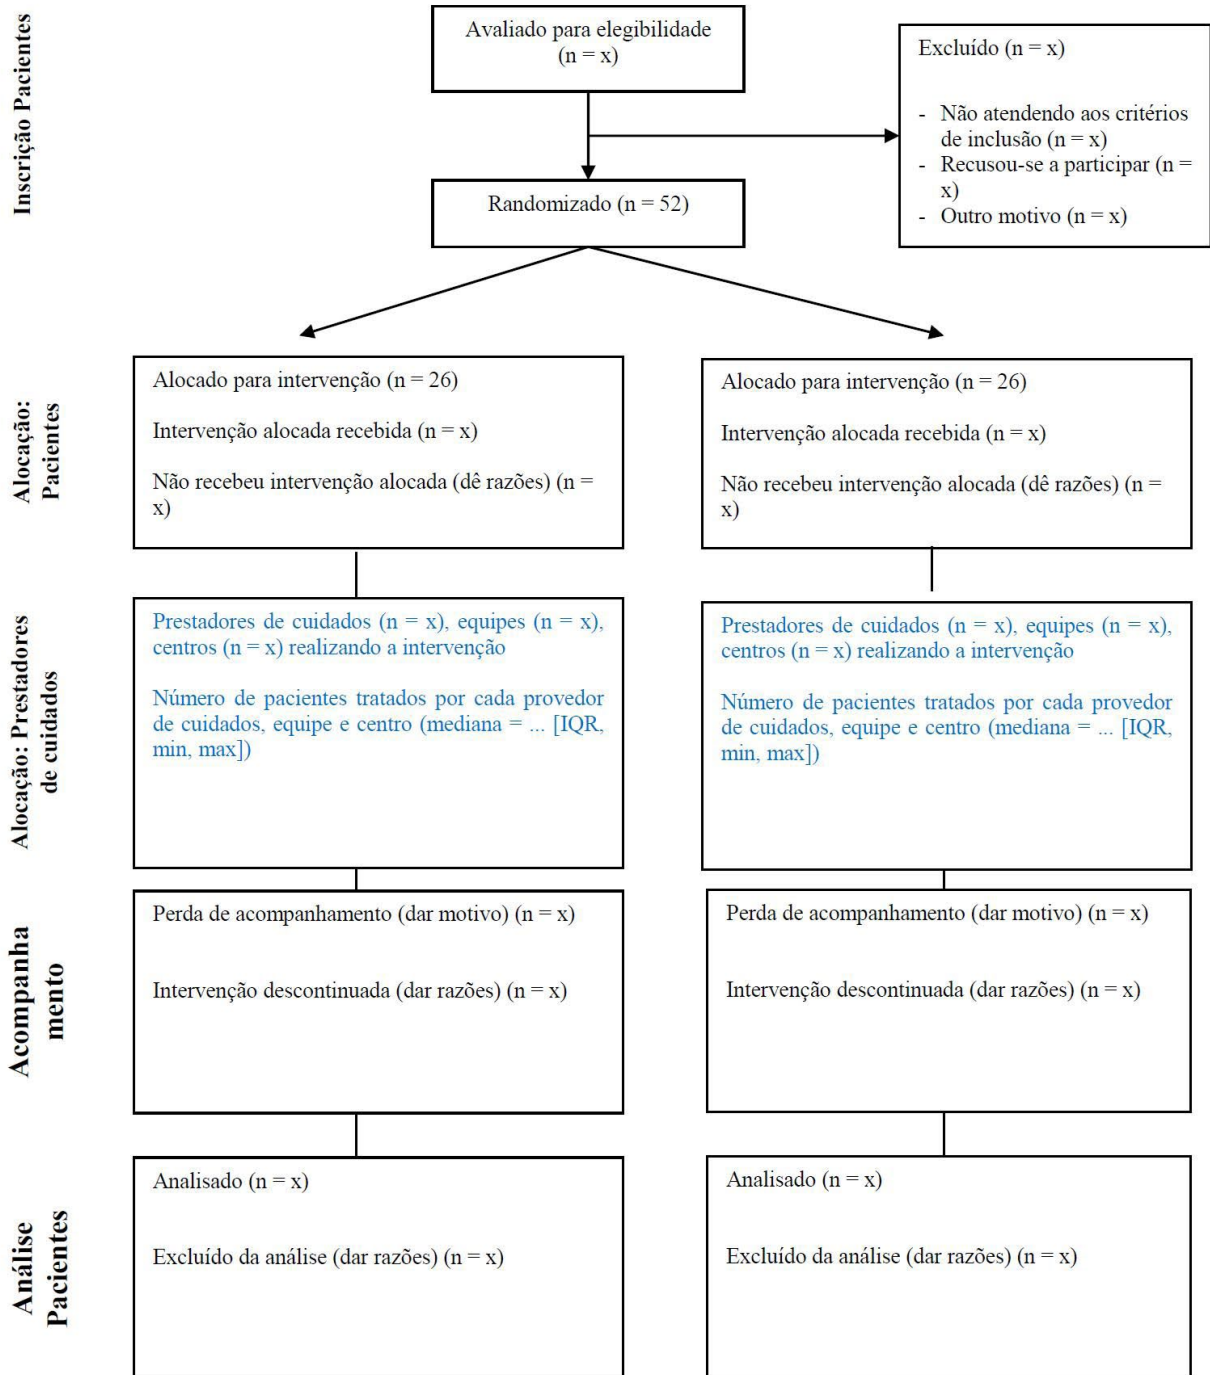 Inscrição Pacientes
Avaliado para elegibilidade
(n = x)
Excluído (n = x)
- Não atendendo aos critérios
de inclusão (n = x)
- Recusou-se a participar (n =
x)
- Outro motivo (n = x)
Randomizado (n = 52)
Alocação:
Pacientes
Alocado para intervenção (n = 26)
Intervenção alocada recebida (n = x)
Não recebeu intervenção alocada (dê razões) (n =
x)
Alocado para intervenção (n = 26)
Intervenção alocada recebida (n = x)
Não recebeu intervenção alocada (dê razões) (n =
x)
Alocação: Prestadores
de cuidados
Prestadores de cuidados (n = x), equipes (n = x),
centros (n = x) realizando a intervenção
Número de pacientes tratados por cada provedor
de cuidados, equipe e centro (mediana = ... [IQR,
min, max])
Prestadores de cuidados (n = x), equipes (n = x),
centros (n = x) realizando a intervenção
Número de pacientes tratados por cada provedor
de cuidados, equipe e centro (mediana = ... [IQR,
min, max])
Acompanha
mento
Perda de acompanhamento (dar motivo) (n = x)
Intervenção descontinuada (dar razões) (n = x)
Perda de acompanhamento (dar motivo) (n = x)
Intervenção descontinuada (dar razões) (n = x)
Análise
Pacientes
Analisado (n = x)
Excluído da análise (dar razões) (n = x)
Analisado (n = x)
Excluído da análise (dar razões) (n = x)